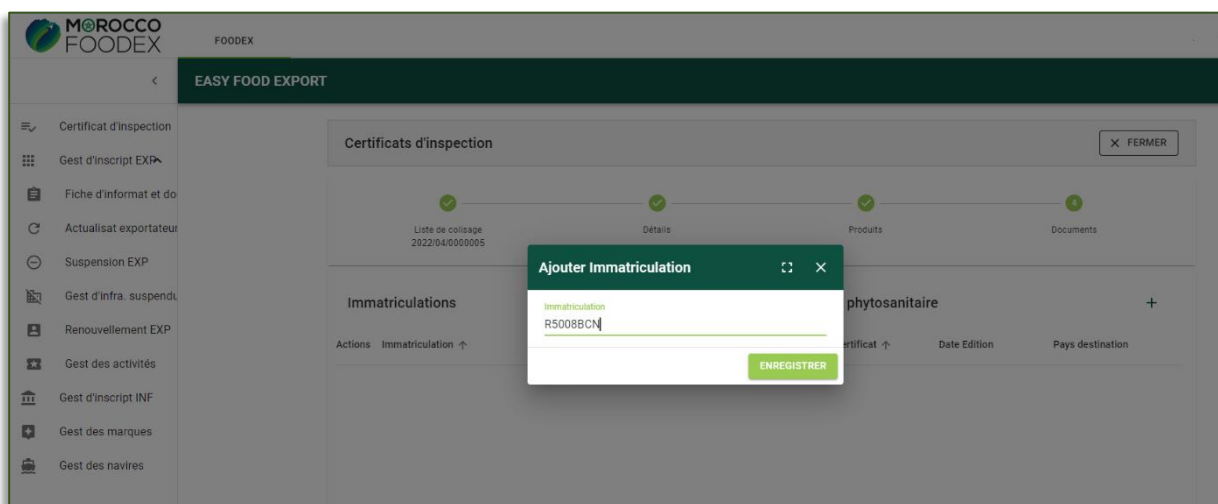 MOROCCO
FOODEX
FOODEX
EASY FOOD EXPORT
Certificat d'inspection
Gest d'inscript EXP
Fiche d'informat et do
Actualisat exportateur
Suspension EXP
Gest d'infra. suspendu
Renouvellement EXP
Gest des activités
Gest d'inscript INF
Gest des marques
Gest des navires
Certificats d'inspection
FERMER
Liste de colisage
2022/04/0000005
Détails
Produits
4
Documents
Ajouter Immatriculation
Immatriculation
R5008BCN
ENREGISTRER
Immatriculations
phytosanitaire
Actions Immatriculation
ertificat
Date Edition
Pays destination